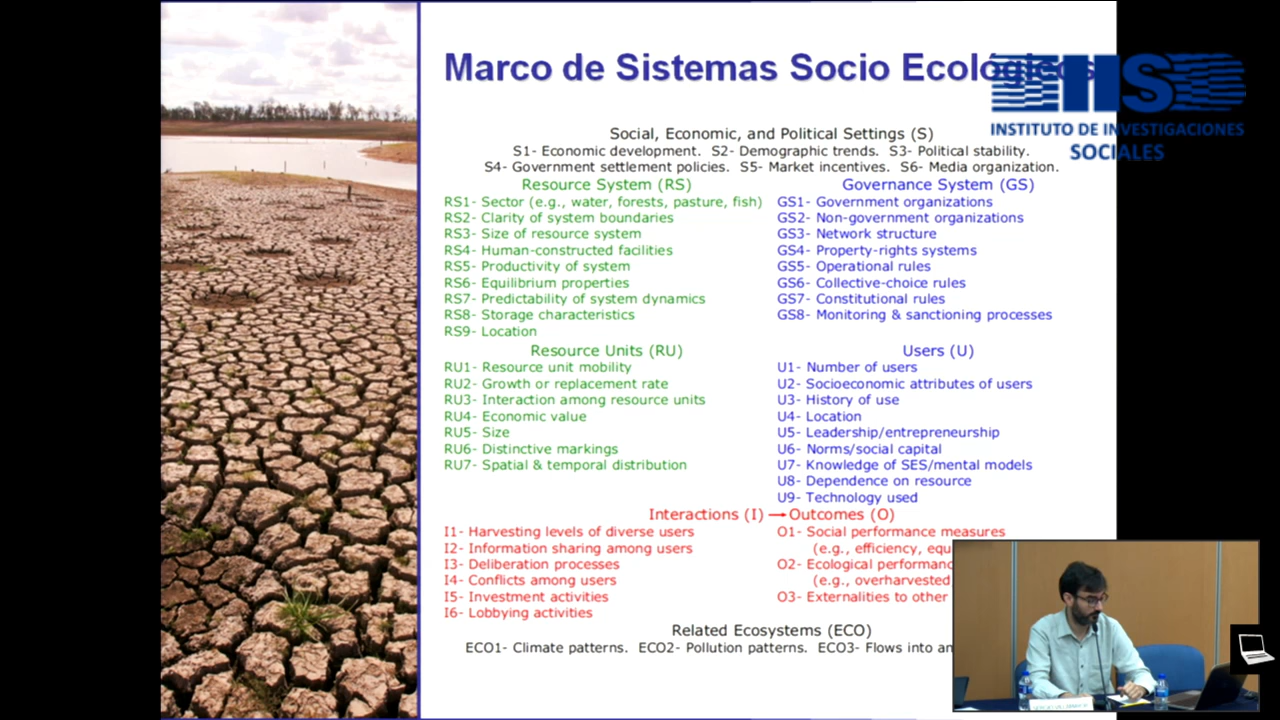 Marco de Sistemas Socio Ecológicos
IIS
INSTITUTO DE INVESTIGACIONES
SOCIALES
Social, Economic, and Political Settings (S)
S1- Economic development. S2- Demographic trends. S3- Political stability.
S4- Government settlement policies. S5- Market incentives. S6- Media organization.
Resource System (RS)
RS1- Sector (e.g., water, forests, pasture, fish)
RS2- Clarity of system boundaries
RS3- Size of resource system
RS4- Human-constructed facilities
RS5- Productivity of system
RS6- Equilibrium properties
RS7- Predictability of system dynamics
RS8- Storage characteristics
RS9- Location
Governance System (GS)
GS1- Government organizations
GS2- Non-government organizations
GS3- Network structure
GS4- Property-rights systems
GS5- Operational rules
GS6- Collective-choice rules
GS7- Constitutional rules
GS8- Monitoring & sanctioning processes
Resource Units (RU)
RU1- Resource unit mobility
RU2- Growth or replacement rate
RU3- Interaction among resource units
RU4- Economic value
RU5- Size
RU6- Distinctive markings
RU7- Spatial & temporal distribution
Users (U)
U1- Number of users
U2- Socioeconomic attributes of users
U3- History of use
U4- Location
U5- Leadership/entrepreneurship
U6- Norms/social capital
U7- Knowledge of SES/mental models
U8- Dependence on resource
U9- Technology used
Interactions (I) → Outcomes (O)
I1- Harvesting levels of diverse users
I2- Information sharing among users
I3- Deliberation processes
I4- Conflicts among users
I5- Investment activities
I6- Lobbying activities
O1- Social performance measures
(e.g., efficiency, equ
O2- Ecological performanc
(e.g., overharvested
O3- Externalities to other
Related Ecosystems (ECO)
ECO1- Climate patterns. ECO2- Pollution patterns. ECO3- Flows into an